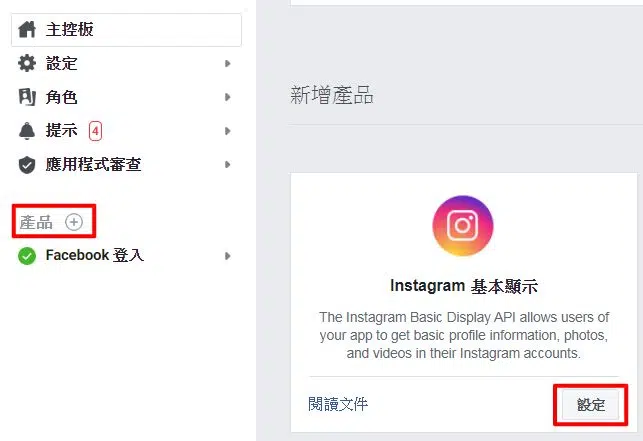 主控板
設定
角色
提示 4
應用程式審查
產品
Facebook 登入
新增產品
Instagram 基本顯示
The Instagram Basic Display API allows users of
your app to get basic profile information, photos,
and videos in their Instagram accounts.
閱讀文件
設定